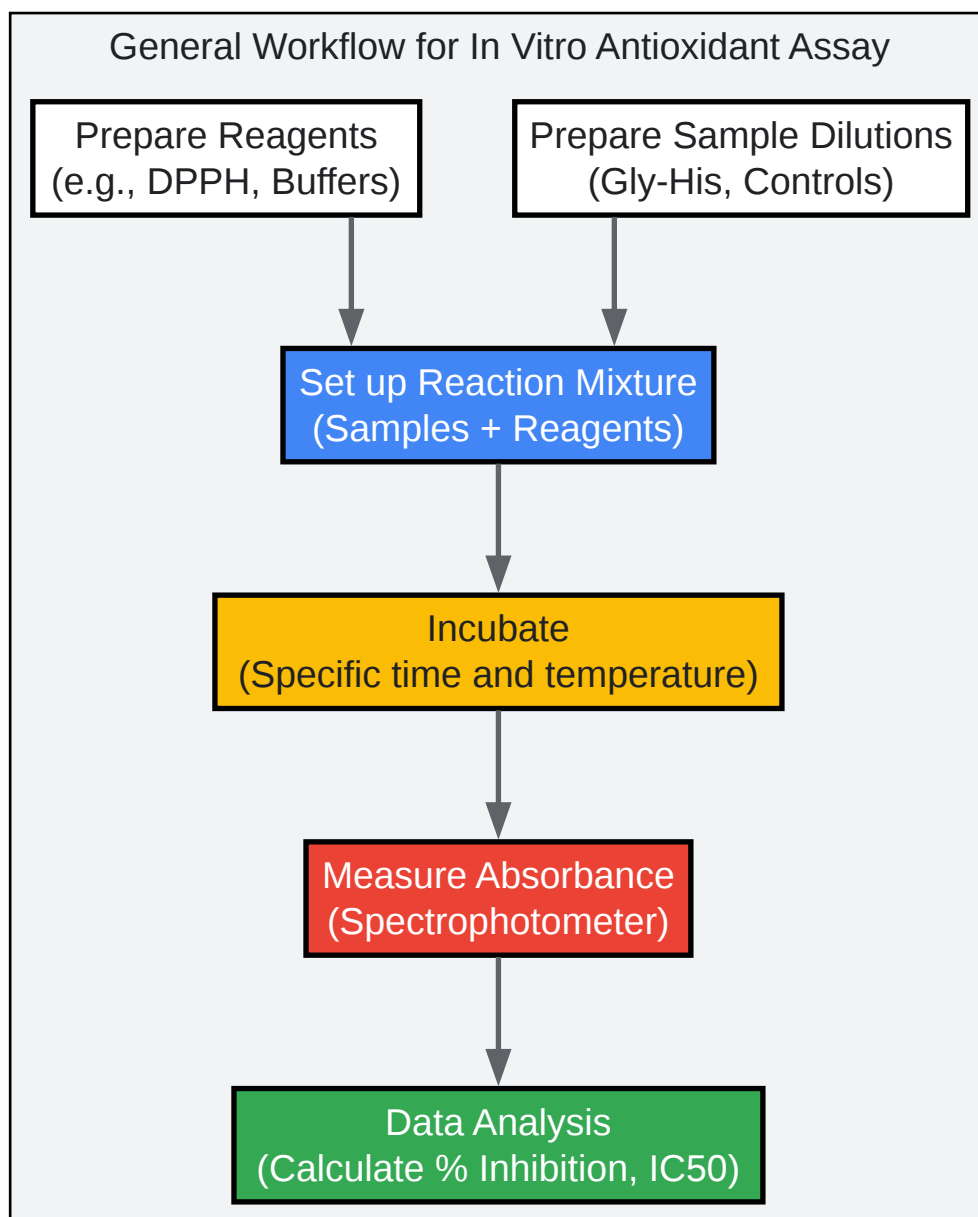 General Workflow for In Vitro Antioxidant Assay
Prepare Reagents
(e.g., DPPH, Buffers)
Prepare Sample Dilutions
(Gly-His, Controls)
Set up Reaction Mixture
(Samples + Reagents)
Incubate
(Specific time and temperature)
Measure Absorbance
(Spectrophotometer)
Data Analysis
(Calculate % Inhibition, IC50)